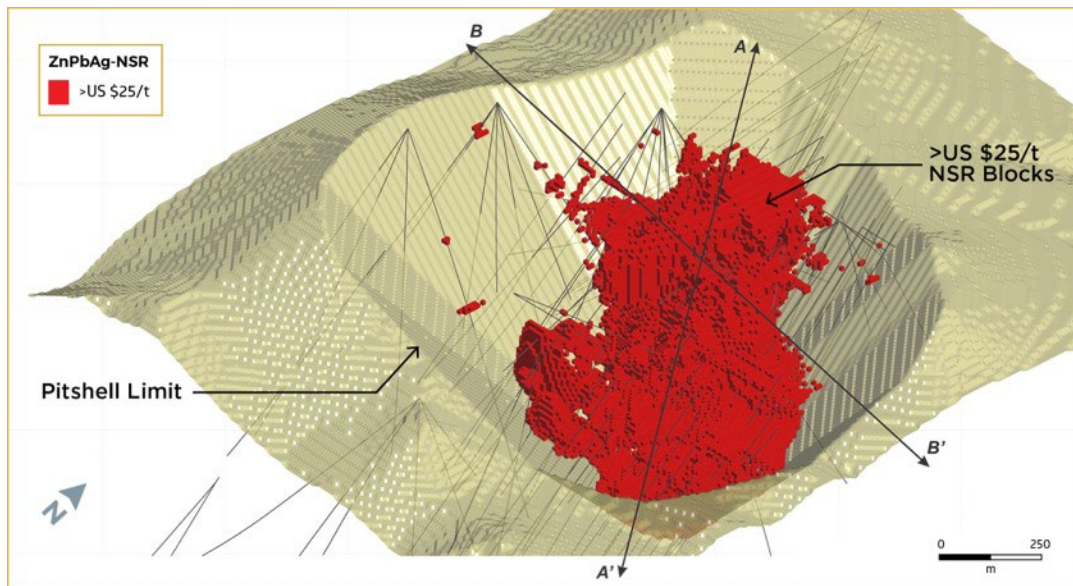 ZnPbAg-NSR
>US $25/t
B
A
>US $25/t
NSR Blocks
Pitshell Limit
B'
N
A'
0 250
m